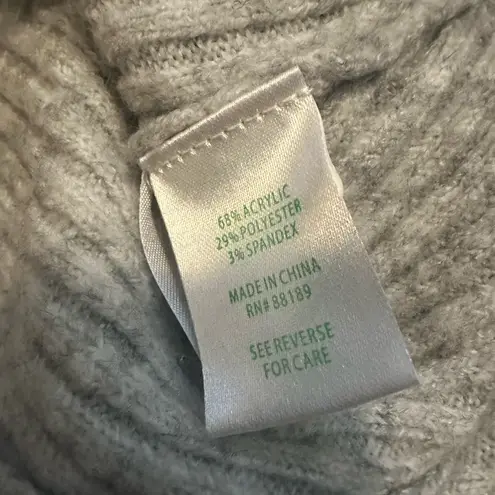 68% ACRYLIC
29% POLYESTER
3% SPANDEX
MADE IN CHINA
RN# 88189
SEE REVERSE
FOR CARE